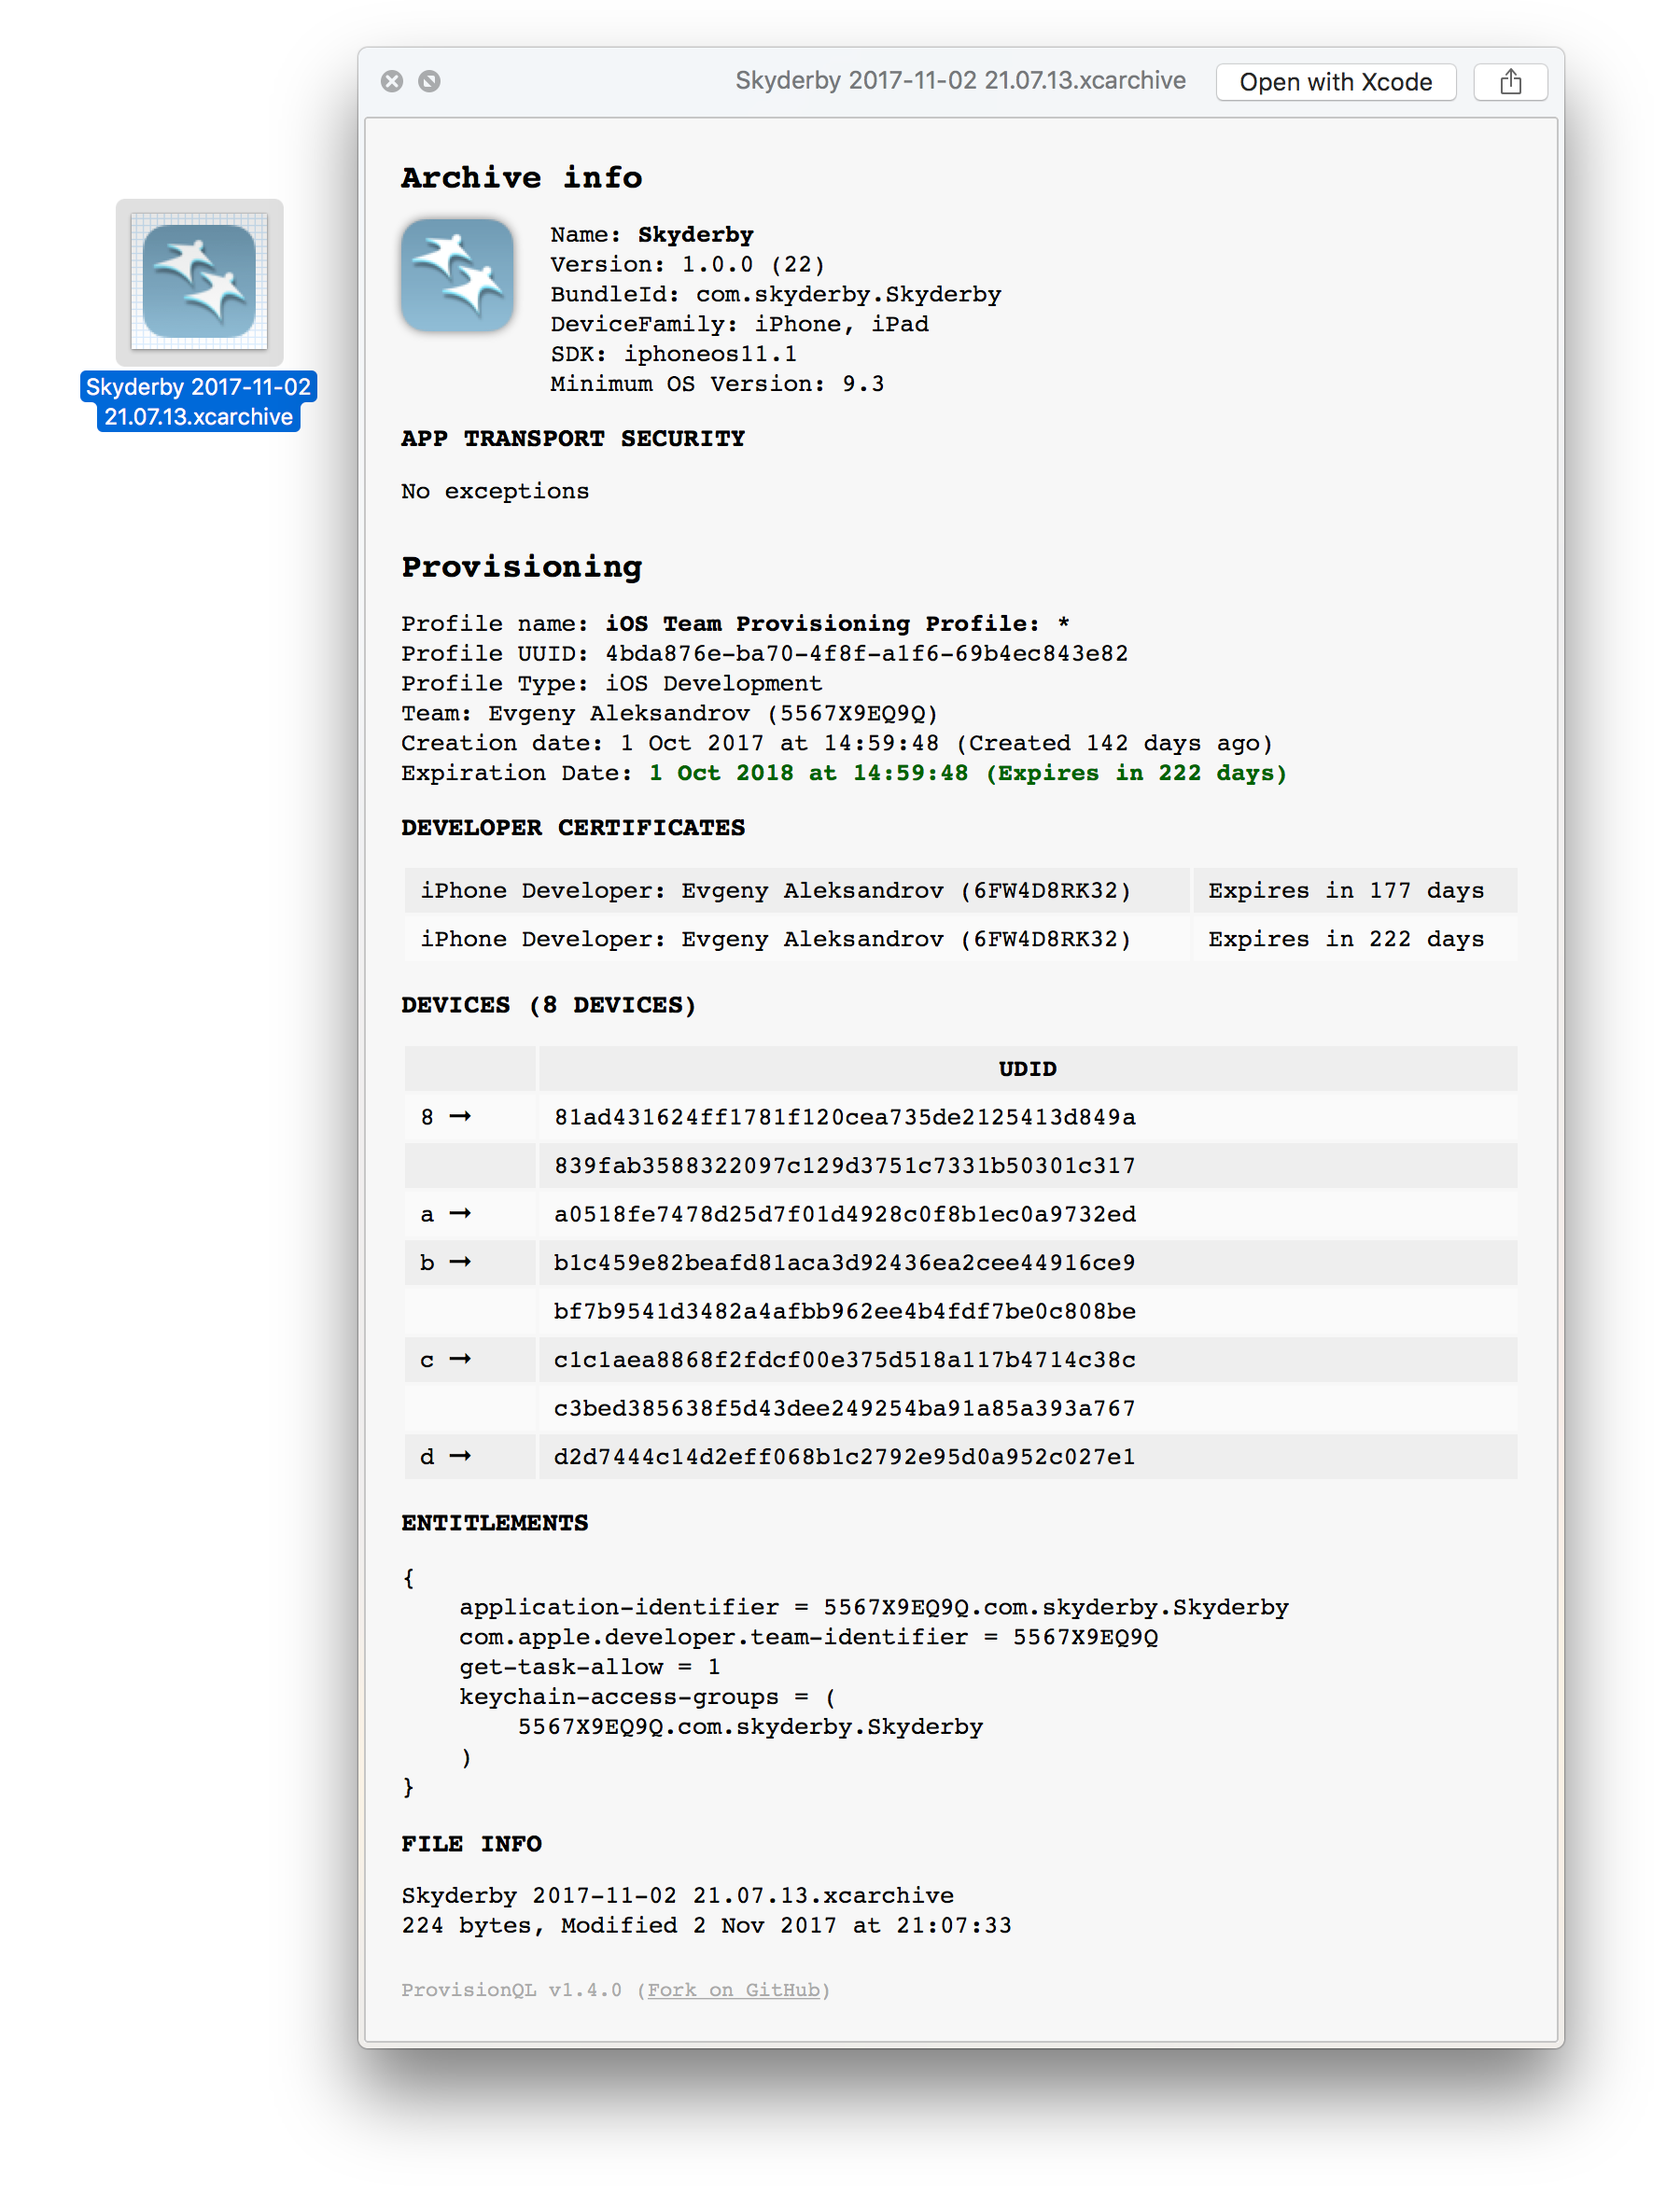 Skyderby 2017-11-02 21.07.13.xcarchive
Open with Xcode
Skyderby 2017-11-02
21.07.13.xcarchive
Archive info
Name: Skyderby
Version: 1.0.0 (22)
BundleId: com.skyderby.Skyderby
DeviceFamily: iPhone, iPad
SDK: iphoneos11.1
Minimum OS Version: 9.3
APP TRANSPORT SECURITY
No exceptions
Provisioning
Profile name: iOS Team Provisioning Profile: *
Profile UUID: 4bda876e-ba70-4f8f-a1f6-69b4ec843e82
Profile Type: iOS Development
Team: Evgeny Aleksandrov (5567X9EQ9Q)
Creation date: 1 Oct 2017 at 14:59:48 (Created 142 days ago)
Expiration Date: 1 Oct 2018 at 14:59:48 (Expires in 222 days)
DEVELOPER CERTIFICATES
iPhone Developer: Evgeny Aleksandrov (6FW4D8RK32) Expires in 177 days
iPhone Developer: Evgeny Aleksandrov (6FW4D8RK32) Expires in 222 days
DEVICES (8 DEVICES)
UDID
8 → 81ad431624ff1781f120cea735de2125413d849a
839fab3588322097c129d3751c7331b50301c317
a → a0518fe7478d25d7f01d4928c0f8b1ec0a9732ed
b → b1c459e82beafd81aca3d92436ea2cee44916ce9
bf7b9541d3482a4afbb962ee4b4fdf7be0c808be
c → c1c1aea8868f2fdcf00e375d518a117b4714c38c
c3bed385638f5d43dee249254ba91a85a393a767
d → d2d7444c14d2eff068b1c2792e95d0a952c027e1
ENTITLEMENTS
{
application-identifier = 5567X9EQ9Q.com.skyderby.Skyderby
com.apple.developer.team-identifier = 5567X9EQ9Q
get-task-allow = 1
keychain-access-groups = (
5567X9EQ9Q.com.skyderby.Skyderby
)
}
FILE INFO
Skyderby 2017-11-02 21.07.13.xcarchive
224 bytes, Modified 2 Nov 2017 at 21:07:33
ProvisionQL v1.4.0 (Fork on GitHub)